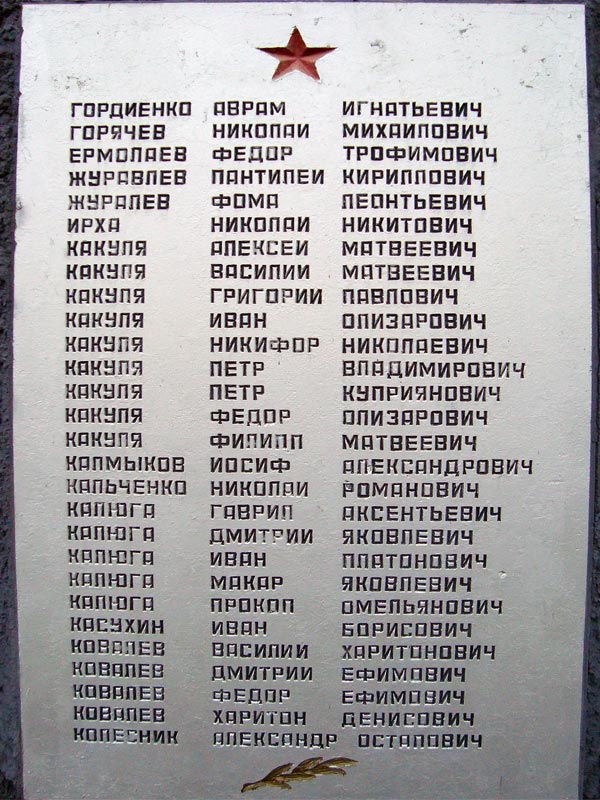 ГОРДИЕНКО АВРАМ ИГНАТЬЕВИЧ
ГОРЯЧЕВ НИКОЛАИ МИХАИЛОВИЧ
ЕРМОЛАЕВ ФЕДОР ТРОФИМОВИЧ
ЖУРАВЛЕВ ПАНТИЛЕИ КИРИЛЛОВИЧ
ЖУРАЛЕВ ФОМА ЛЕОНТЬЕВИЧ
ИРХА НИКОЛАИ НИКИТОВИЧ
КАКУЛЯ АЛЕКСЕИ МАТВЕЕВИЧ
КАКУЛЯ ВАСИЛИИ МАТВЕЕВИЧ
КАКУЛЯ ГРИГОРИИ ПАВЛОВИЧ
КАКУЛЯ ИВАН ОЛИЗАРОВИЧ
КАКУЛЯ НИКИФОР НИКОЛАЕВИЧ
КАКУЛЯ ПЕТР ВЛАДИМИРОВИЧ
КАКУЛЯ ПЕТР КУПРИЯНОВИЧ
КАКУЛЯ ФЕДОР ОЛИЗАРОВИЧ
КАКУЛЯ ФИЛИПП МАТВЕЕВИЧ
КАЛМЫКОВ ИОСИФ АЛЕКСАНДРОВИЧ
КАЛЬЧЕНКО НИКОЛАИ РОМАНОВИЧ
КАЛЮГА ГАВРИЛ АКСЕНТЬЕВИЧ
КАЛЮГА ДМИТРИИ ЯКОВЛЕВИЧ
КАЛЮГА ИВАН ПЛАТОНОВИЧ
КАЛЮГА МАКАР ЯКОВЛЕВИЧ
КАЛЮГА ПРОКОП ОМЕЛЬЯНОВИЧ
КАСУХИН ИВАН БОРИСОВИЧ
КОВАЛЕВ ВАСИЛИИ ХАРИТОНОВИЧ
КОВАЛЕВ ДМИТРИИ ЕФИМОВИЧ
КОВАЛЕВ ФЕДОР ЕФИМОВИЧ
КОВАЛЕВ ХАРИТОН ДЕНИСОВИЧ
КОЛЕСНИК АЛЕКСАНДР ОСТАПОВИЧ